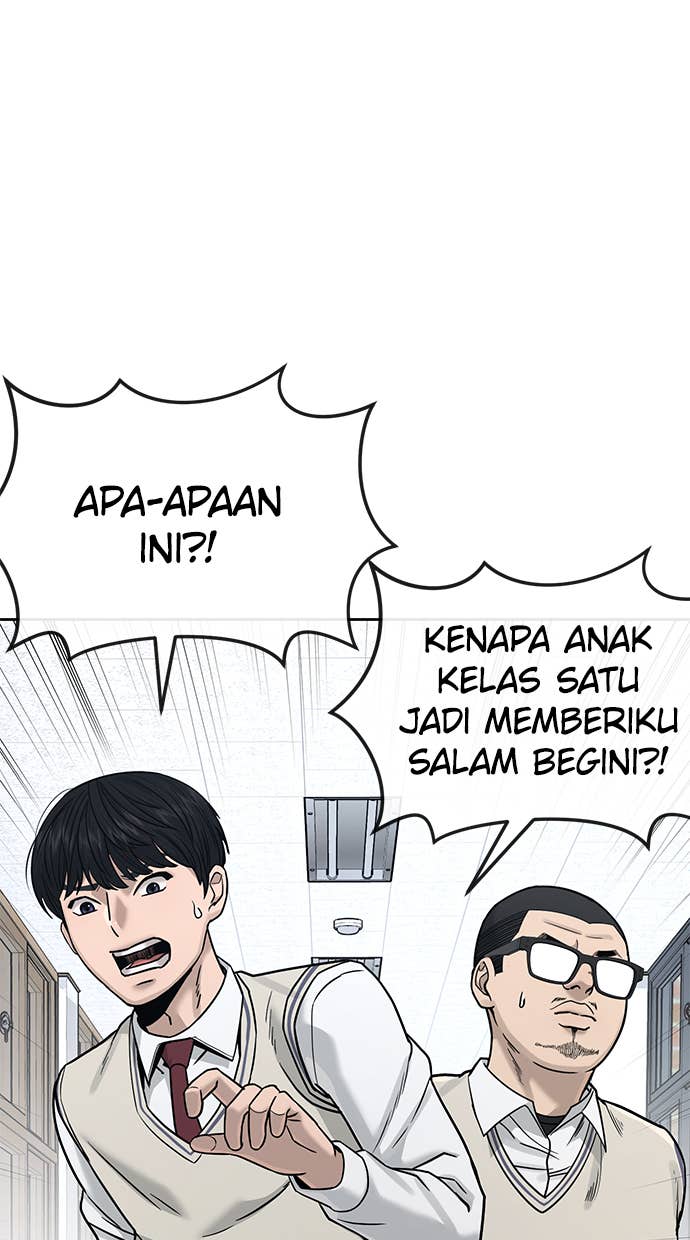 APA-APAAN
INI?!
KENAPA ANAK
KELAS SATU
JADI MEMBERIKU
SALAM BEGINI?!